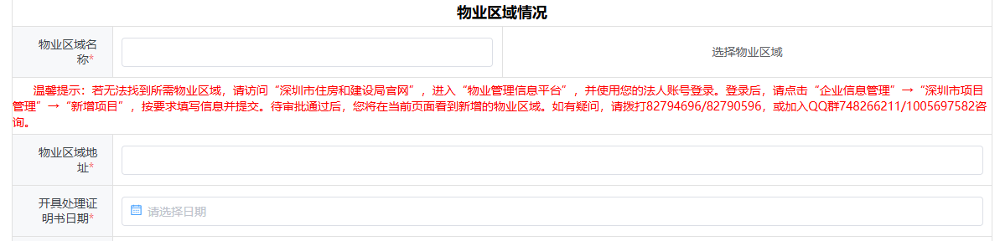 物业区域情况
物业区域名
称*
选择物业区域
温馨提示：若无法找到所需物业区域，请访问“深圳市住房和建设局官网”，进入“物业管理信息平台”，并使用您的法人账号登录。登录后，请点击“企业信息管理”→“深圳市项目
管理”→“新增项目”，按要求填写信息并提交。待审批通过后，您将在当前页面看到新增的物业区域。如有疑问，请拨打82794696/82790596，或加入QQ群748266211/1005697582咨
询。
物业区域地
址*
开具处理证
明书日期*
请选择日期